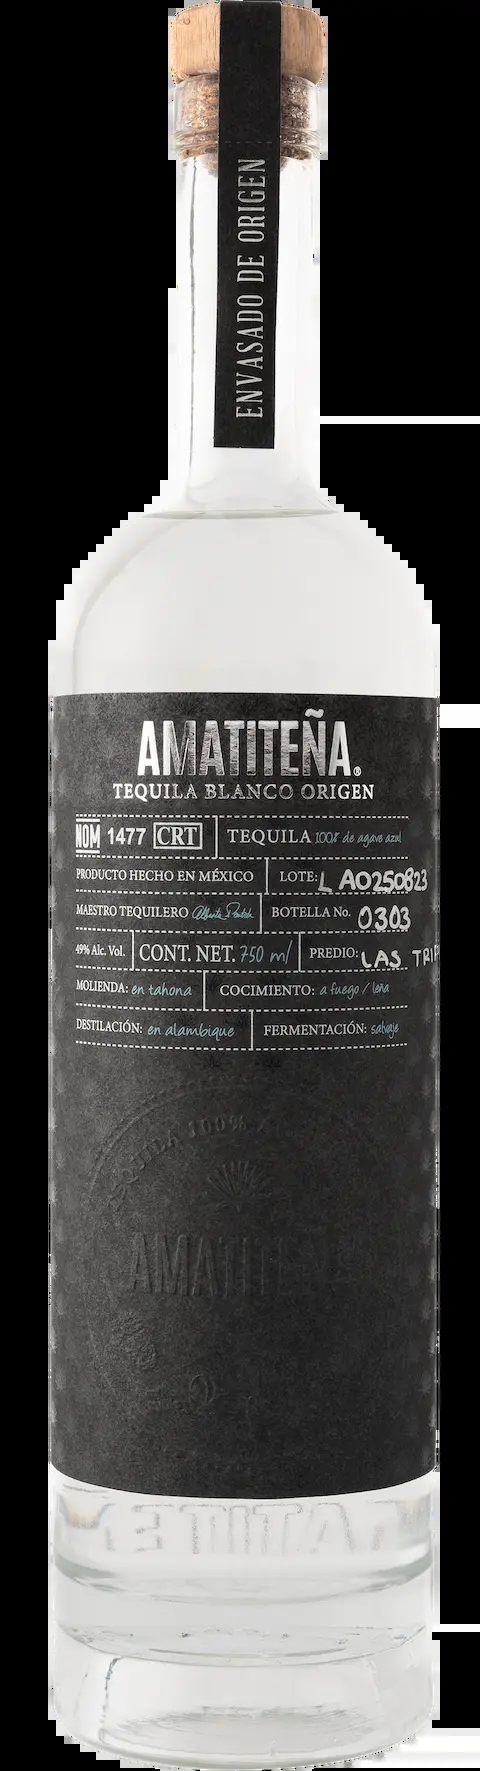 ENVASADO DE ORIGEN
AMATITEÑA®
TEQUILA BLANCO ORIGEN
NOM 1477 CRT TEQUILA 100% de agave azul
PRODUCTO HECHO EN MÉXICO LOTE: L A0250823
MAESTRO TEQUILERO BOTELLA No. 0303
49% Alc. Vol. CONT. NET. 750 ml PREDIO: LAS
MOLIENDA: en tahona COCIMIENTO: a fuego / leña
DESTILACIÓN: en alambique FERMENTACIÓN: salvaje
TEQUILA 100%
AMATITEÑA